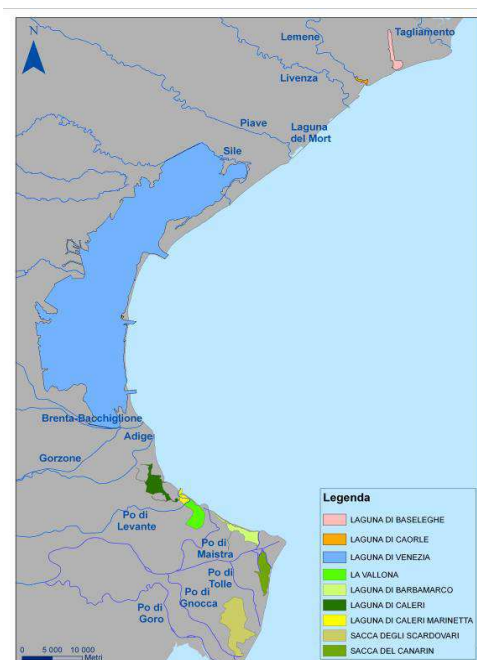 N
Lemene
Tagliamento
Livenza
Piave
Laguna
del Mort
Sile
Brenta-Bacchiglione
Adige
Gorzone
Po di
Levante
Po di
Maistra
Po di
Tolle
Po di
Gnocca
Po di
Goro
Legenda
LAGUNA DI BASELEGHE
LAGUNA DI CAORLE
LAGUNA DI VENEZIA
LA VALLONA
LAGUNA DI BARBAMARCO
LAGUNA DI CALERI
LAGUNA DI CALERI MARINETTA
SACCA DEGLI SCARDOVARI
SACCA DEL CANARIN
0 5 000 10 000
Metri